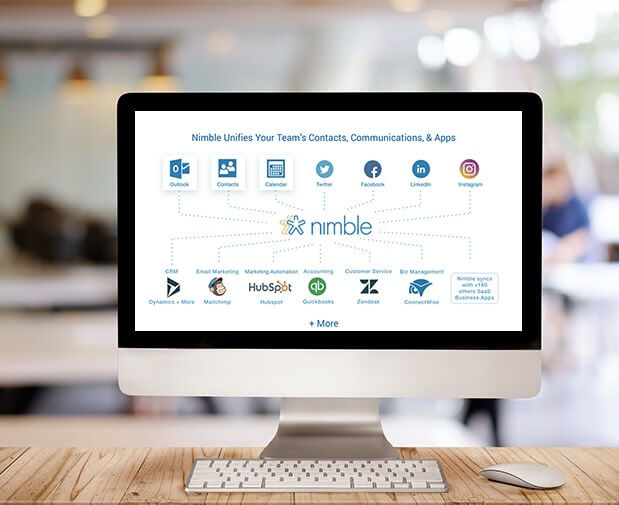 Nimble Unifies Your Team's Contacts, Communications, & Apps
Outlook
Contacts
Calendar
Twitter
Facebook
LinkedIn
Instagram
nimble
CRM
Email Marketing
Marketing Automation
Accounting
Customer Service
Biz Management
HubSpot
Dynamics + More
Mailchimp
Hubspot
Quickbooks
Zendesk
ConnectWise
Nimble syncs
with +160
others SaaS
Business Apps
+ More